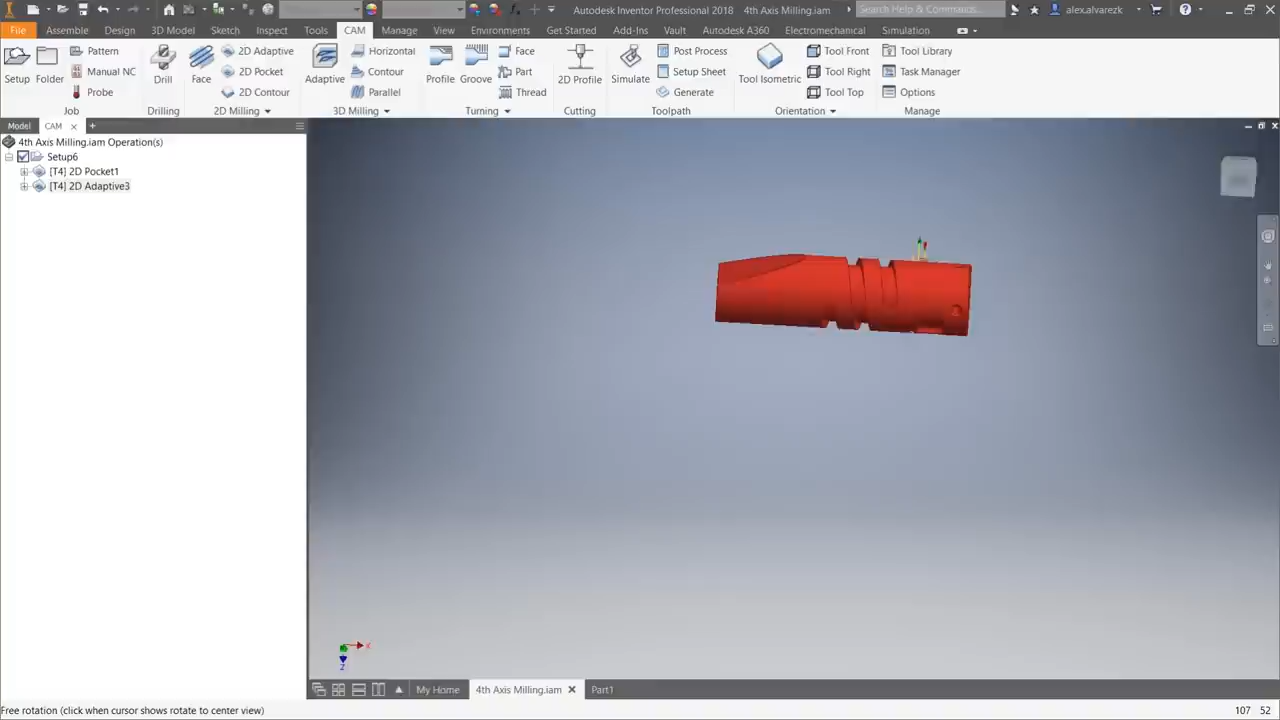 Autodesk Inventor Professional 2018 4th Axis Milling.iam
Search Help & Commands...
alex.alvarezk
File Assemble Design 3D Model Sketch Inspect Tools CAM Manage View Environments Get Started Add-Ins Vault Autodesk A360 Electromechanical Simulation
Setup
Folder
Pattern
Manual NC
Probe
Job
Drill
Drilling
Face
2D Adaptive
2D Pocket
2D Contour
2D Milling
Adaptive
Horizontal
Contour
Parallel
3D Milling
Profile
Groove
Face
Part
Thread
Turning
2D Profile
Cutting
Simulate
Post Process
Setup Sheet
Generate
Toolpath
Tool Isometric
Tool Front
Tool Right
Tool Top
Orientation
Tool Library
Task Manager
Options
Manage
Model CAM
4th Axis Milling.iam Operation(s)
Setup6
[T4] 2D Pocket1
[T4] 2D Adaptive3
X
Z
My Home 4th Axis Milling.iam Part1
Free rotation (click when cursor shows rotate to center view) 107 52